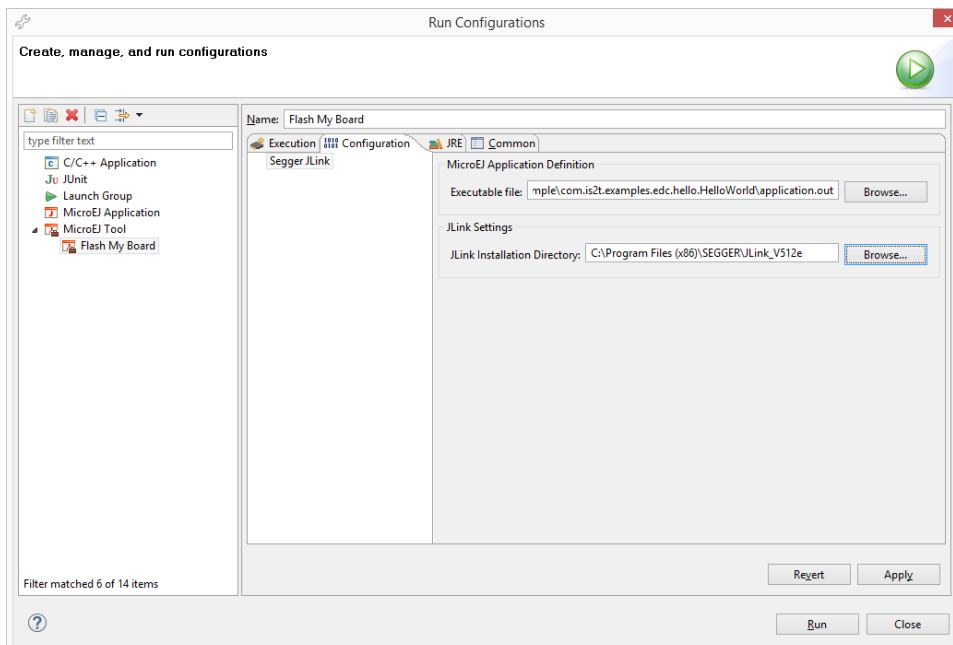 Run Configurations
Create, manage, and run configurations
type filter text
C/C++ Application
JUnit
Launch Group
MicroEJ Application
MicroEJ Tool
Flash My Board
Filter matched 6 of 14 items
Name: Flash My Board
Execution Configuration JRE Common
Segger JLink
MicroEJ Application Definition
Executable file: mple\com.is2t.examples.edc.hello.HelloWorld\application.out Browse...
JLink Settings
JLink Installation Directory: C:\Program Files (x86)\SEGGER\JLink_V512e Browse...
Revert Apply
Run Close